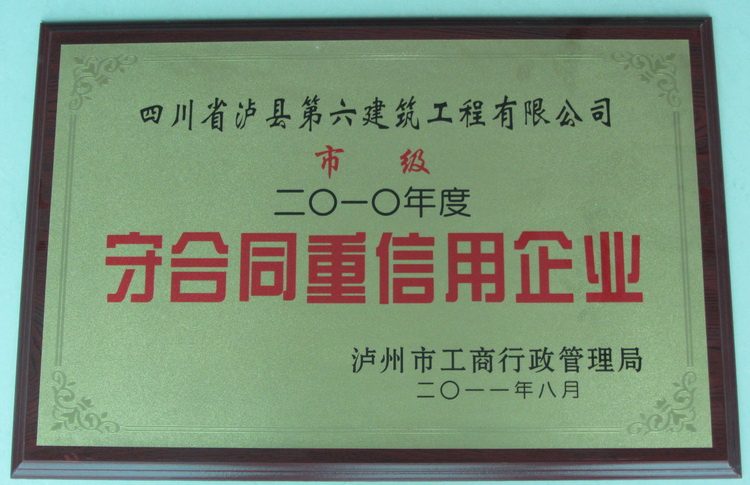 四川省泸县第六建筑工程有限公司
市 级
二〇一〇年度
守合同重信用企业
泸州市工商行政管理局
二〇一一年八月